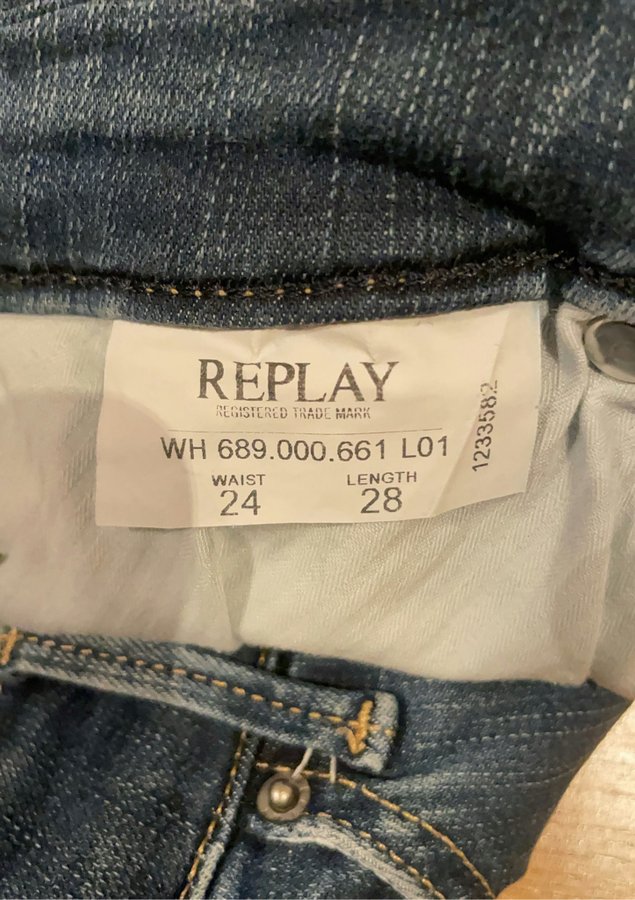 REPLAY
REGISTERED TRADE MARK
WH 689.000.661 L01
WAIST LENGTH
24 28
1233582